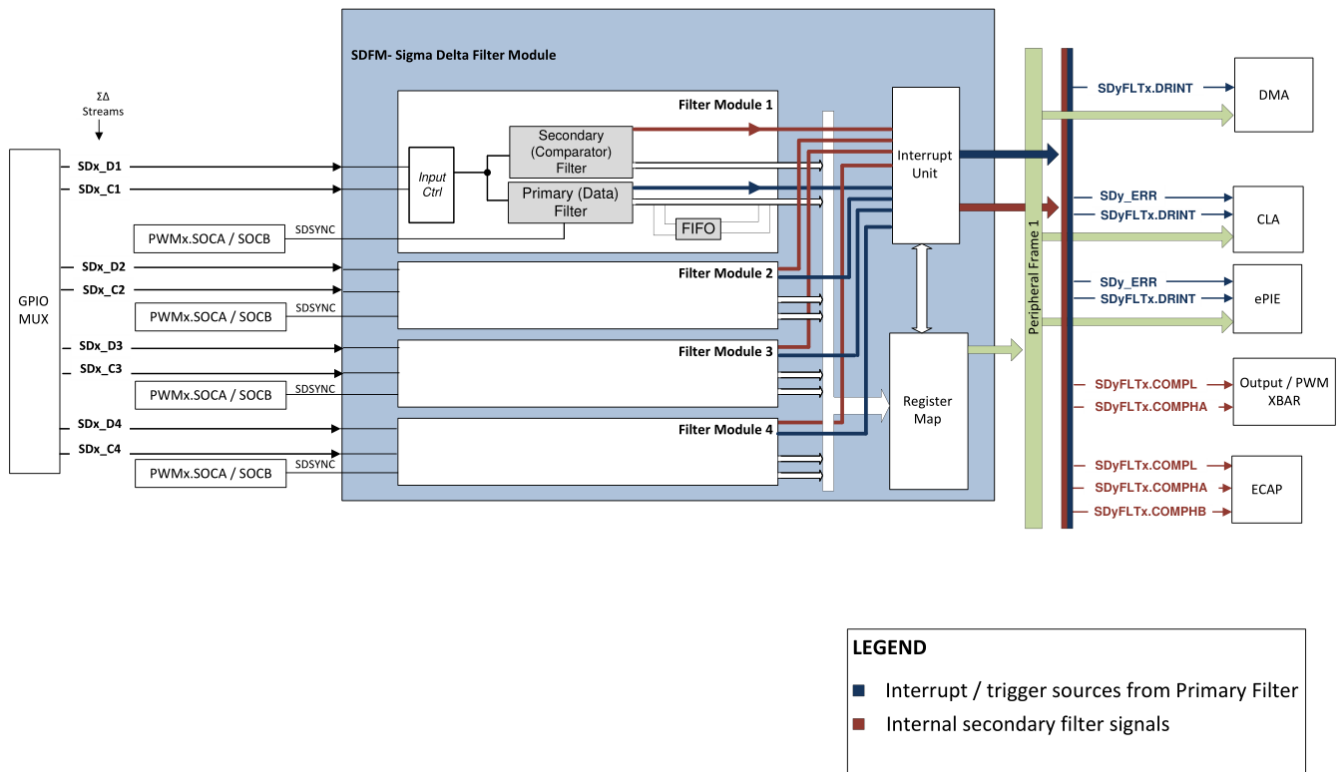 SDFM- Sigma Delta Filter Module
ΣΔ
Streams
GPIO
MUX
SDx_D1
SDx_C1
PWMx.SOCA / SOCB
SDSYNC
SDx_D2
SDx_C2
PWMx.SOCA / SOCB
SDSYNC
SDx_D3
SDx_C3
PWMx.SOCA / SOCB
SDSYNC
SDx_D4
SDx_C4
PWMx.SOCA / SOCB
SDSYNC
Filter Module 1
Input
Ctrl
Secondary
(Comparator)
Filter
Primary (Data)
Filter
FIFO
Filter Module 2
Filter Module 3
Filter Module 4
Interrupt
Unit
Register
Map
Peripheral Frame 1
SDyFLTx.DRINT
DMA
SDy_ERR
SDyFLTx.DRINT
CLA
SDy_ERR
SDyFLTx.DRINT
ePIE
SDyFLTx.COMPL
SDyFLTx.COMPHA
Output / PWM
XBAR
SDyFLTx.COMPL
SDyFLTx.COMPHA
SDyFLTx.COMPHB
ECAP
LEGEND
Interrupt / trigger sources from Primary Filter
Internal secondary filter signals